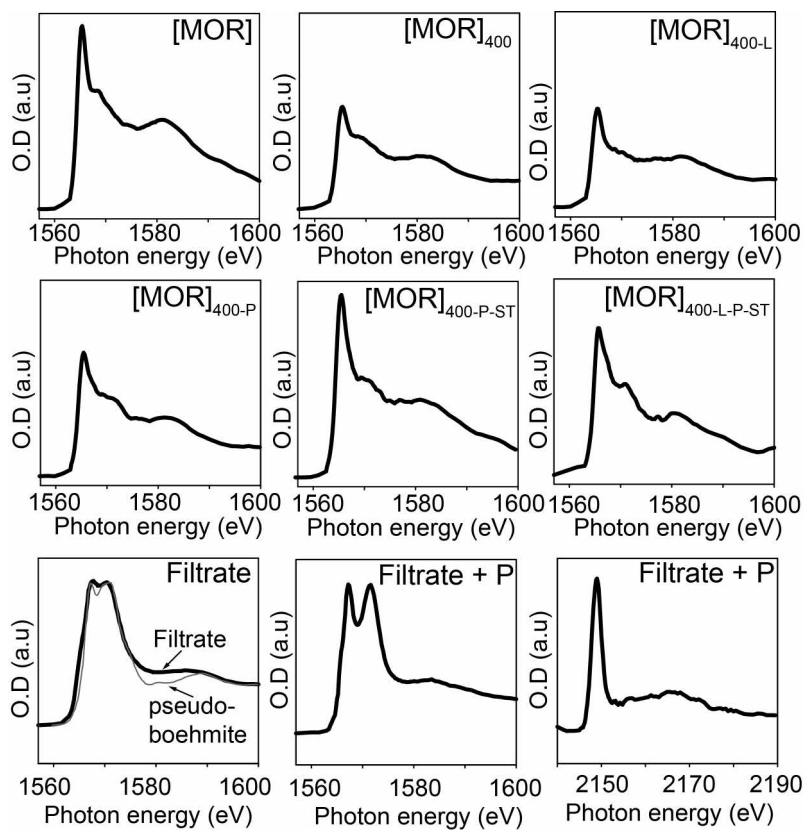 [MOR]
O.D (a.u)
1560 1580 1600
Photon energy (eV)
[MOR]400
O.D (a.u)
1560 1580 1600
Photon energy (eV)
[MOR]400-L
O.D (a.u)
1560 1580 1600
Photon energy (eV)
[MOR]400-P
O.D (a.u)
1560 1580 1600
Photon energy (eV)
[MOR]400-P-ST
O.D (a.u)
1560 1580 1600
Photon energy (eV)
[MOR]400-L-P-ST
O.D (a.u)
1560 1580 1600
Photon energy (eV)
Filtrate
Filtrate
pseudo-
boehmite
O.D (a.u)
1560 1580 1600
Photon energy (eV)
Filtrate + P
O.D (a.u)
1560 1580 1600
Photon energy (eV)
Filtrate + P
O.D (a.u)
2150 2170 2190
Photon energy (eV)